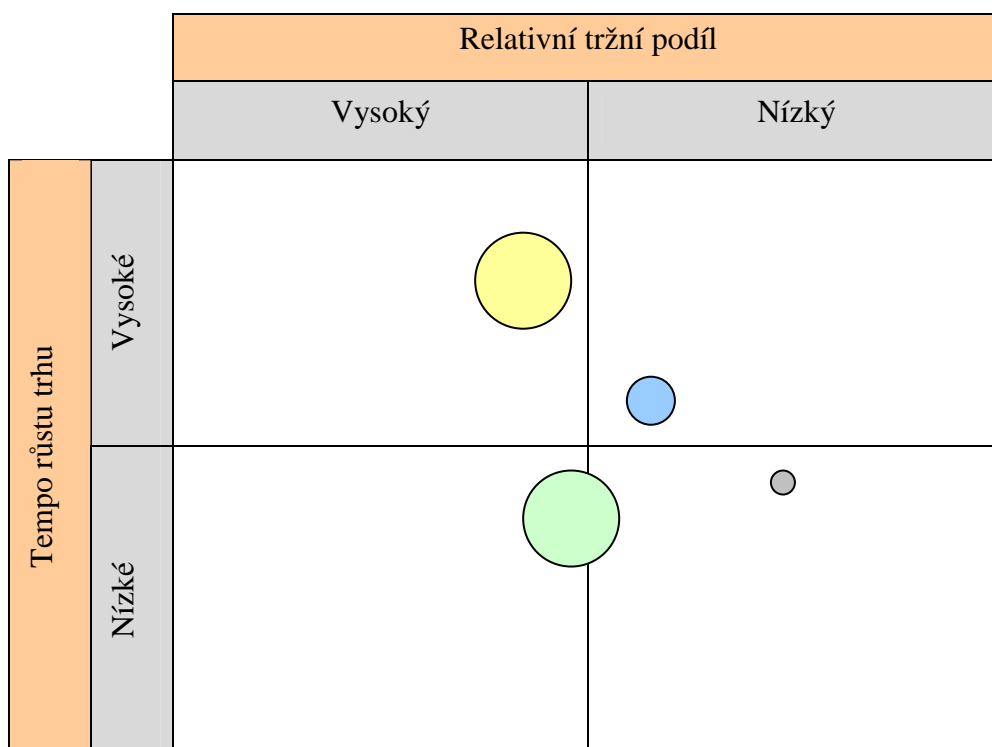 Relativní tržní podíl
Vysoký
Nízký
Tempo růstu trhu
Vysoké
Nízké